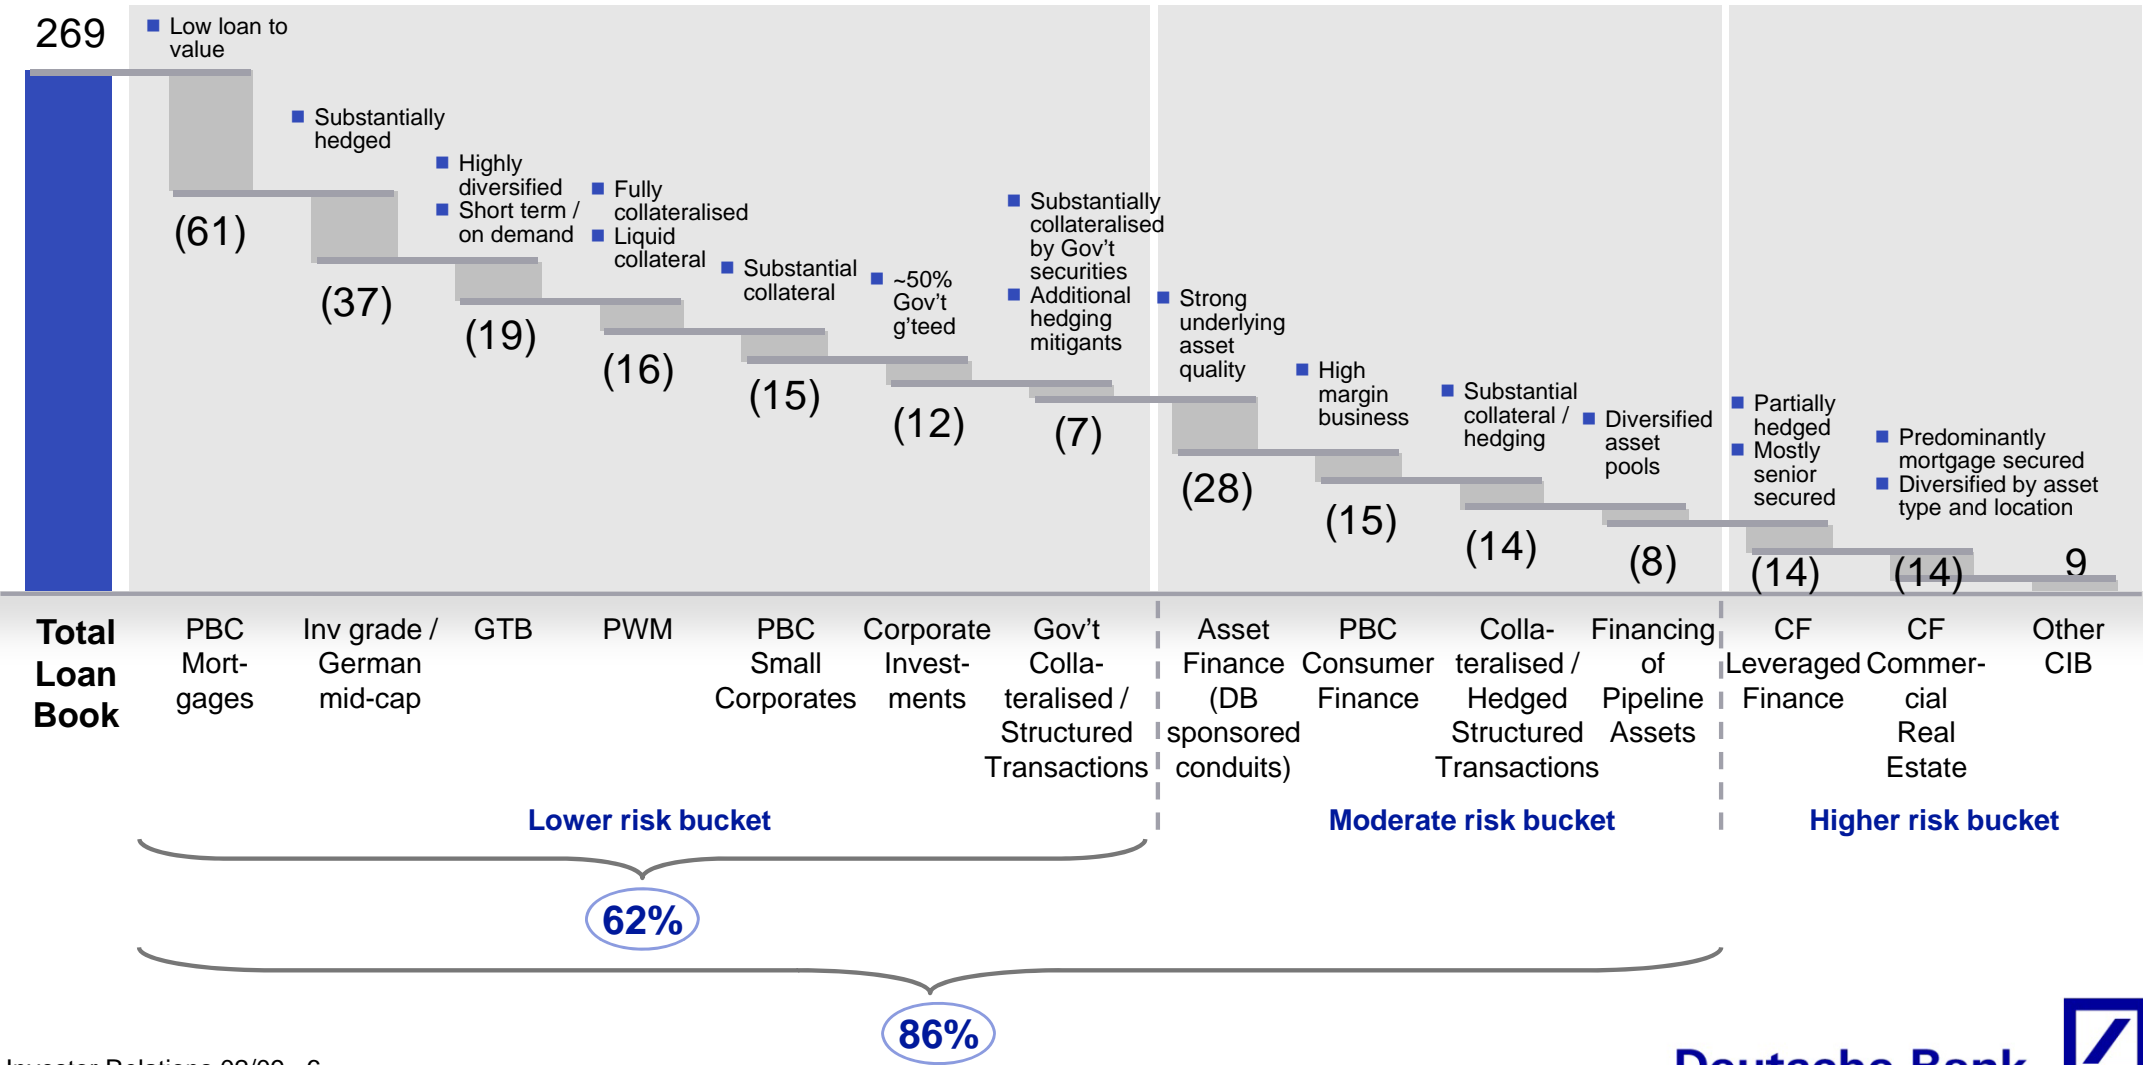 269
Low loan to
value
Substantially
hedged
Highly
diversified
Short term /
on demand
Fully
collateralised
Liquid
collateral
Substantial
collateral
~50%
Gov't
g'teed
Substantially
collateralised
by Gov't
securities
Additional
hedging
mitigants
Strong
underlying
asset
quality
High
margin
business
Substantial
collateral /
hedging
Diversified
asset
pools
Partially
hedged
Mostly
senior
secured
Predominantly
mortgage secured
Diversified by asset
type and location
(61)
(37)
(19)
(16)
(15)
(12)
(7)
(28)
(15)
(14)
(8)
(14)
(14)
9
Total
Loan
Book
PBC
Mort-
gages
Inv grade /
German
mid-cap
GTB
PWM
PBC
Small
Corporates
Corporate
Invest-
ments
Gov't
Colla-
teralised /
Structured
Transactions
Asset
Finance
(DB
sponsored
conduits)
PBC
Consumer
Finance
Colla-
teralised /
Hedged
Structured
Transactions
Financing
of
Pipeline
Assets
CF
Leveraged
Finance
CF
Commer-
cial
Real
Estate
Other
CIB
Lower risk bucket
Moderate risk bucket
Higher risk bucket
62%
86%
Investor Relations
Deutsche Bank